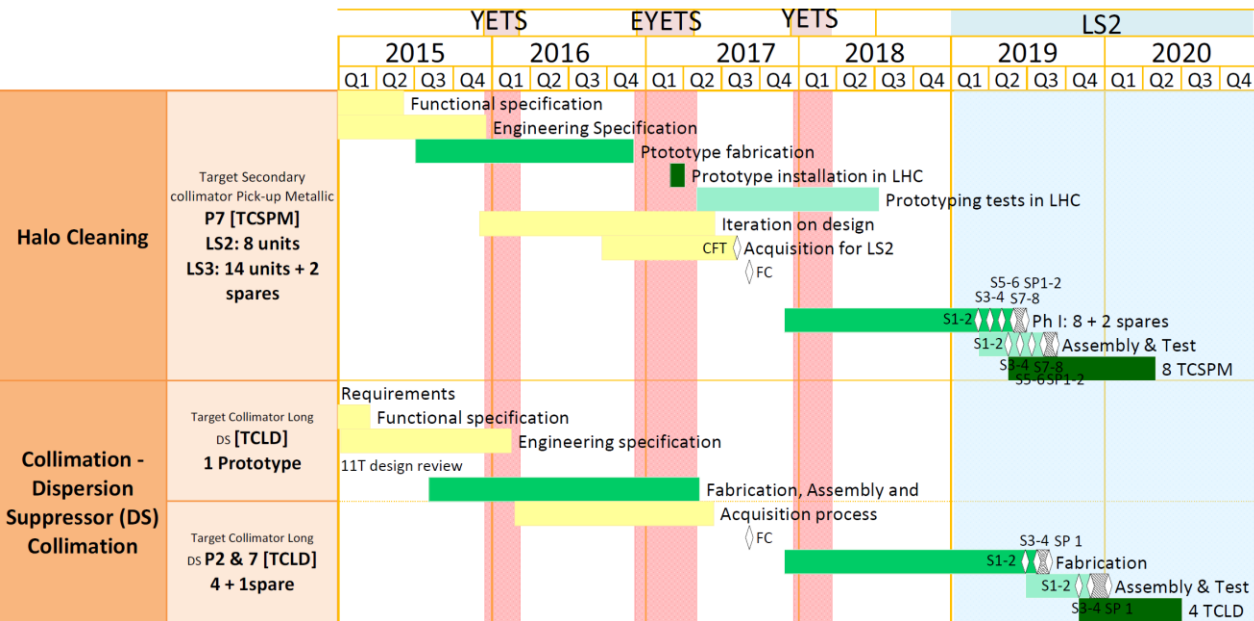 YETS EYETS YETS LS2
2015 2016 2017 2018 2019 2020
Q1 Q2 Q3 Q4 Q1 Q2 Q3 Q4 Q1 Q2 Q3 Q4 Q1 Q2 Q3 Q4 Q1 Q2 Q3 Q4 Q1 Q2 Q3 Q4
Halo Cleaning
Target Secondary
collimator Pick-up Metallic
P7 [TCSPM]
LS2: 8 units
LS3: 14 units + 2
spares
Functional specification
Engineering Specification
Ptototype fabrication
Prototype installation in LHC
Prototyping tests in LHC
Iteration on design
CFT Acquisition for LS2
FC
S5-6 SP1-2
S3-4 S7-8
S1-2 Ph I: 8 + 2 spares
S1-2 Assembly & Test
S3-4 S7-8 8 TCSPM
S5-6 SP1-2
Collimation -
Dispersion
Suppressor (DS)
Collimation
Target Collimator Long
DS [TCLD]
1 Prototype
Requirements
Functional specification
Engineering specification
11T design review
Fabrication, Assembly and
Target Collimator Long
DS P2 & 7 [TCLD]
4 + 1spare
Acquisition process
FC
S3-4 SP 1
S1-2 Fabrication
S1-2 Assembly & Test
S3-4 SP 1 4 TCLD